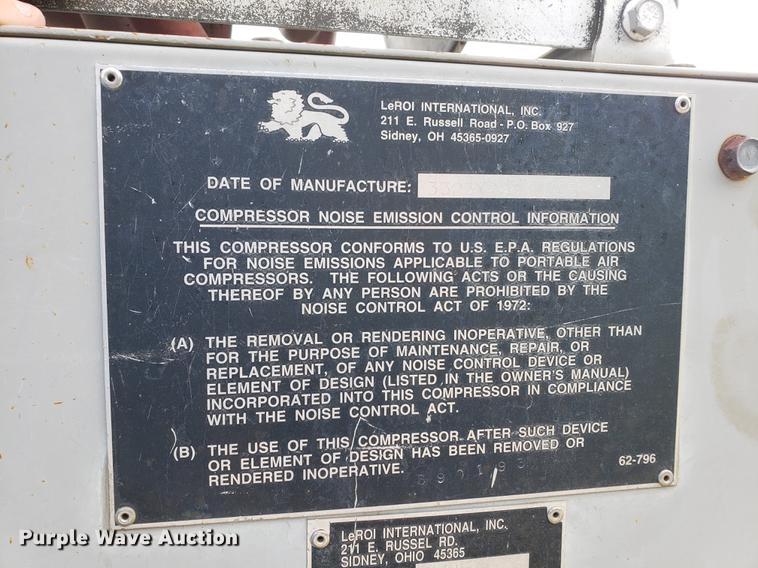 LeROI INTERNATIONAL, INC.
211 E. Russell Road - P.O. Box 927
Sidney, OH 45365-0927
DATE OF MANUFACTURE:
COMPRESSOR NOISE EMISSION CONTROL INFORMATION
THIS COMPRESSOR CONFORMS TO U.S. E.P.A. REGULATIONS
FOR NOISE EMISSIONS APPLICABLE TO PORTABLE AIR
COMPRESSORS. THE FOLLOWING ACTS OR THE CAUSING
THEREOF BY ANY PERSON ARE PROHIBITED BY THE
NOISE CONTROL ACT OF 1972:
(A) THE REMOVAL OR RENDERING INOPERATIVE, OTHER THAN
FOR THE PURPOSE OF MAINTENANCE, REPAIR, OR
REPLACEMENT, OF ANY NOISE CONTROL DEVICE OR
ELEMENT OF DESIGN (LISTED IN THE OWNER'S MANUAL)
INCORPORATED INTO THIS COMPRESSOR IN COMPLIANCE
WITH THE NOISE CONTROL ACT.
(B) THE USE OF THIS COMPRESSOR AFTER SUCH DEVICE
OR ELEMENT OF DESIGN HAS BEEN REMOVED OR
RENDERED INOPERATIVE.
62-796
LeROI INTERNATIONAL, INC.
211 E. RUSSEL RD.
SIDNEY, OHIO 45365
Purple Wave Auction